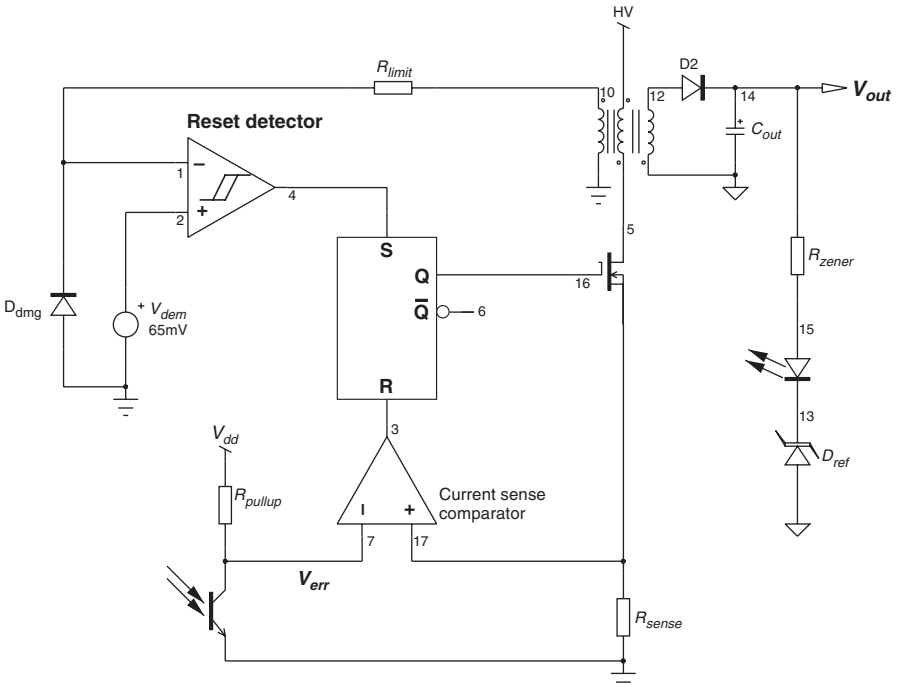 HV
R_limit
D2
10
12
14
V_out
C_out
Reset detector
−
1
4
+
2
5
S
Q
16
R_zener
D_dmg
+ V_dem
65mV
Q̅
6
15
R
13
V_dd
3
D_ref
R_pullup
Current sense
comparator
− +
7 17
V_err
R_sense